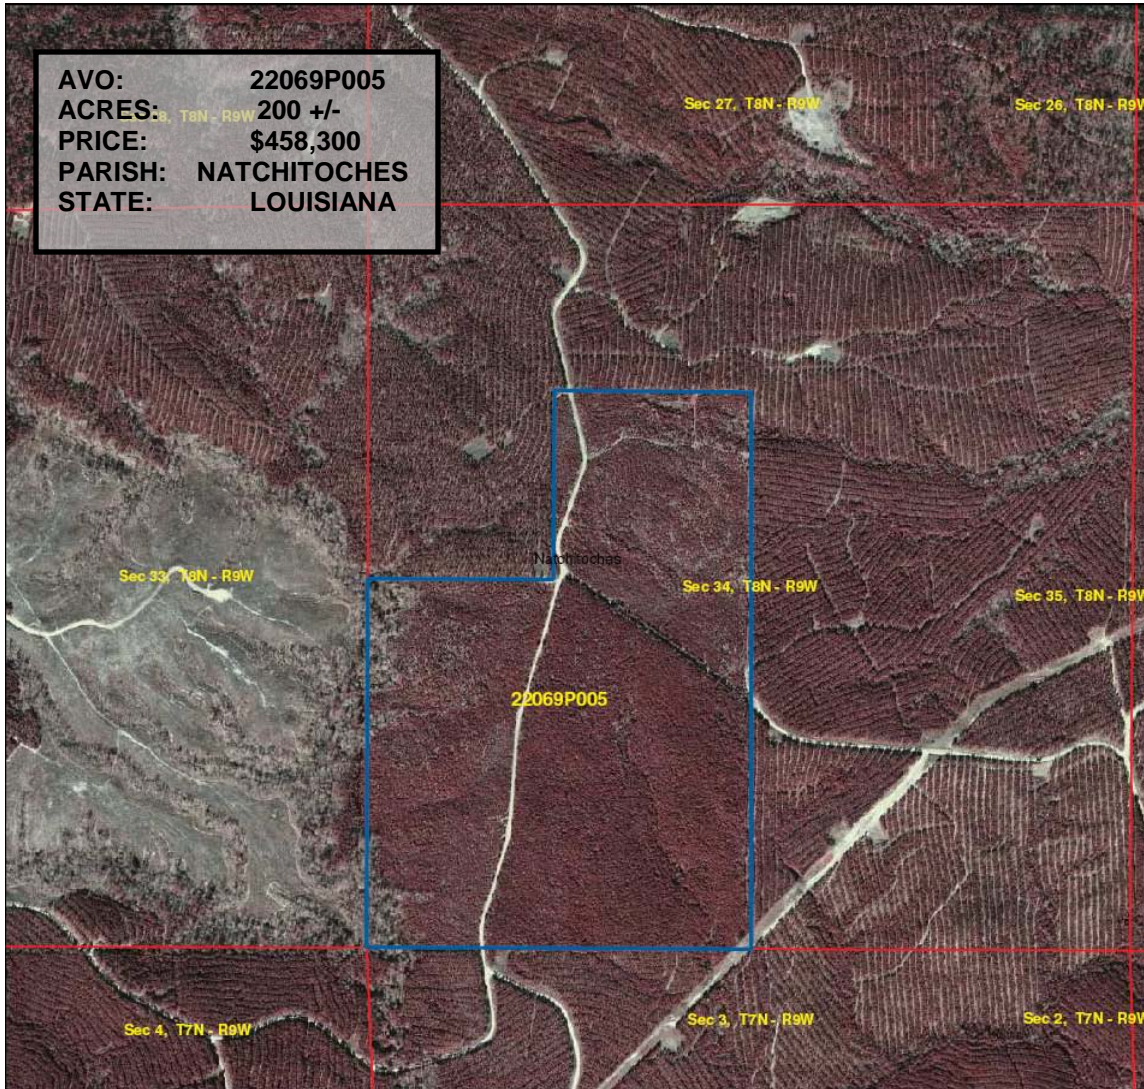 AVO: 22069P005
ACRES: 200 +/-
PRICE: $458,300
PARISH: NATCHITOCHES
STATE: LOUISIANA
T8N - R9W
Sec 27, T8N - R9W
Sec 26, T8N - R9W
Natchitoches
Sec 33, T8N - R9W
Sec 34, T8N - R9W
Sec 35, T8N - R9W
22069P005
Sec 4, T7N - R9W
Sec 3, T7N - R9W
Sec 2, T7N - R9W